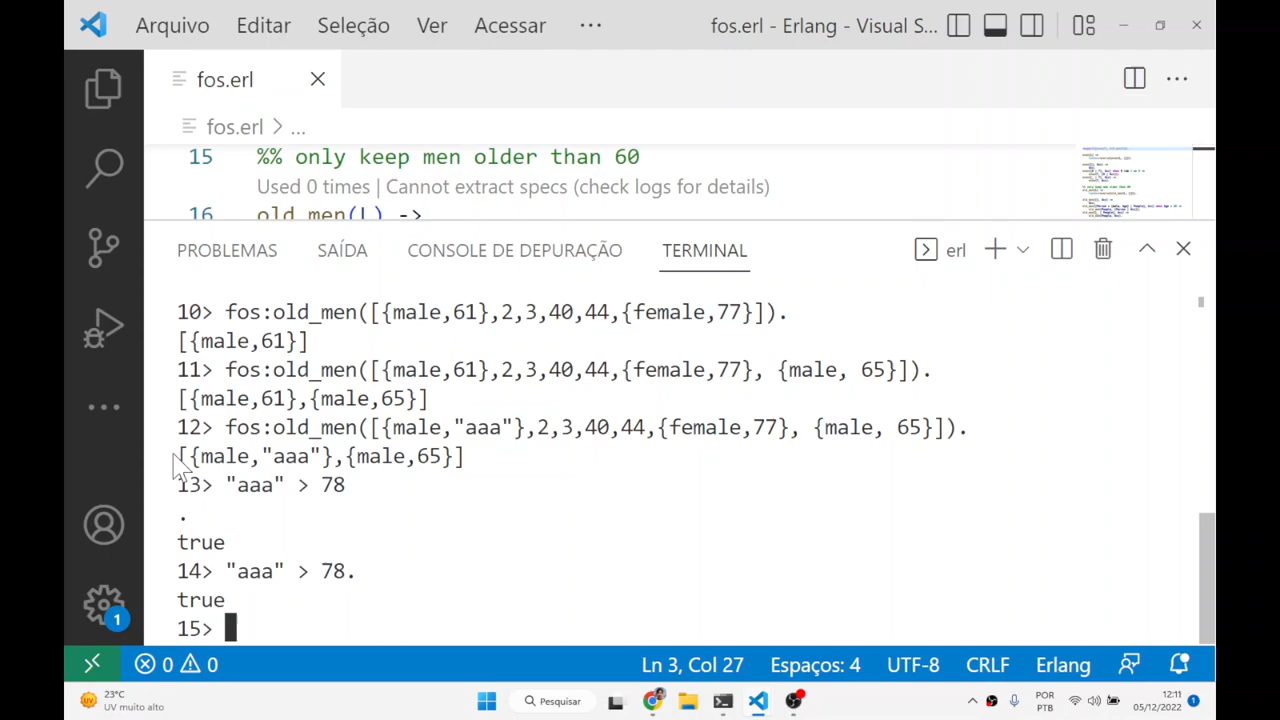 Arquivo Editar Seleção Ver Acessar ··· fos.erl - Erlang - Visual S...
fos.erl
fos.erl > ...
15 %% only keep men older than 60
Used 0 times | Cannot extract specs (check logs for details)
16 old_men(L) ->
PROBLEMAS SAÍDA CONSOLE DE DEPURAÇÃO TERMINAL erl
10> fos:old_men([{male,61},2,3,40,44,{female,77}]).
[{male,61}]
11> fos:old_men([{male,61},2,3,40,44,{female,77}, {male, 65}]).
[{male,61},{male,65}]
12> fos:old_men([{male,"aaa"},2,3,40,44,{female,77}, {male, 65}]).
[{male,"aaa"},{male,65}]
13> "aaa" > 78
.
true
14> "aaa" > 78.
true
15>
1
0 0 Ln 3, Col 27 Espaços: 4 UTF-8 CRLF Erlang
23°C
UV muito alto
Pesquisar
POR
PTB
12:11
05/12/2022
1